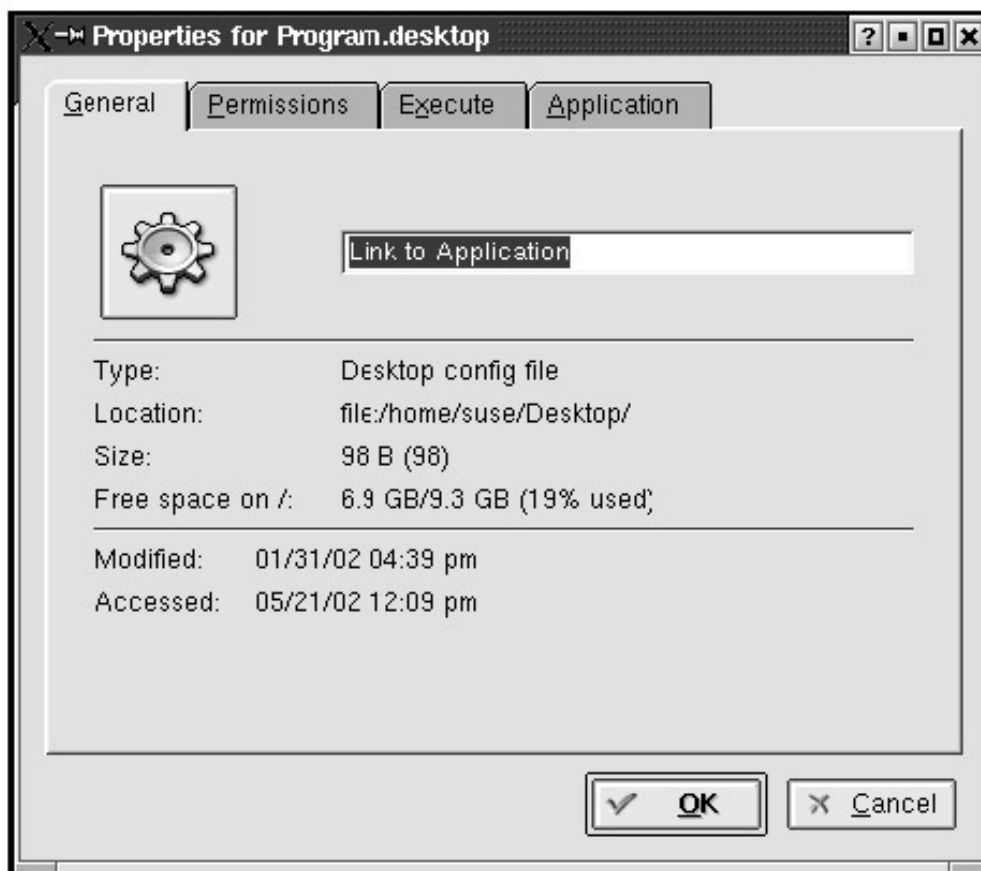 Properties for Program.desktop
General Permissions Execute Application
Link to Application
Type: Desktop config file
Location: file:/home/suse/Desktop/
Size: 98 B (98)
Free space on /: 6.9 GB/9.3 GB (19% used)
Modified: 01/31/02 04:39 pm
Accessed: 05/21/02 12:09 pm
OK Cancel